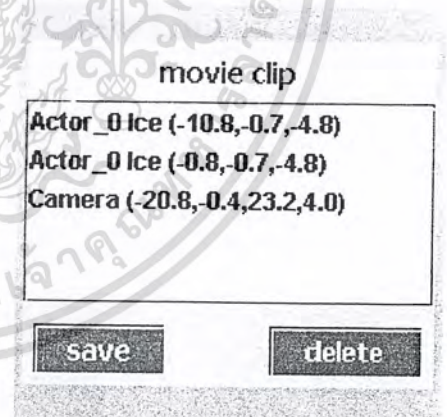 movie clip
Actor_0 Ice (-10.8,-0.7,-4.8)
Actor_0 Ice (-0.8,-0.7,-4.8)
Camera (-20.8,-0.4,23.2,4.0)
save
delete